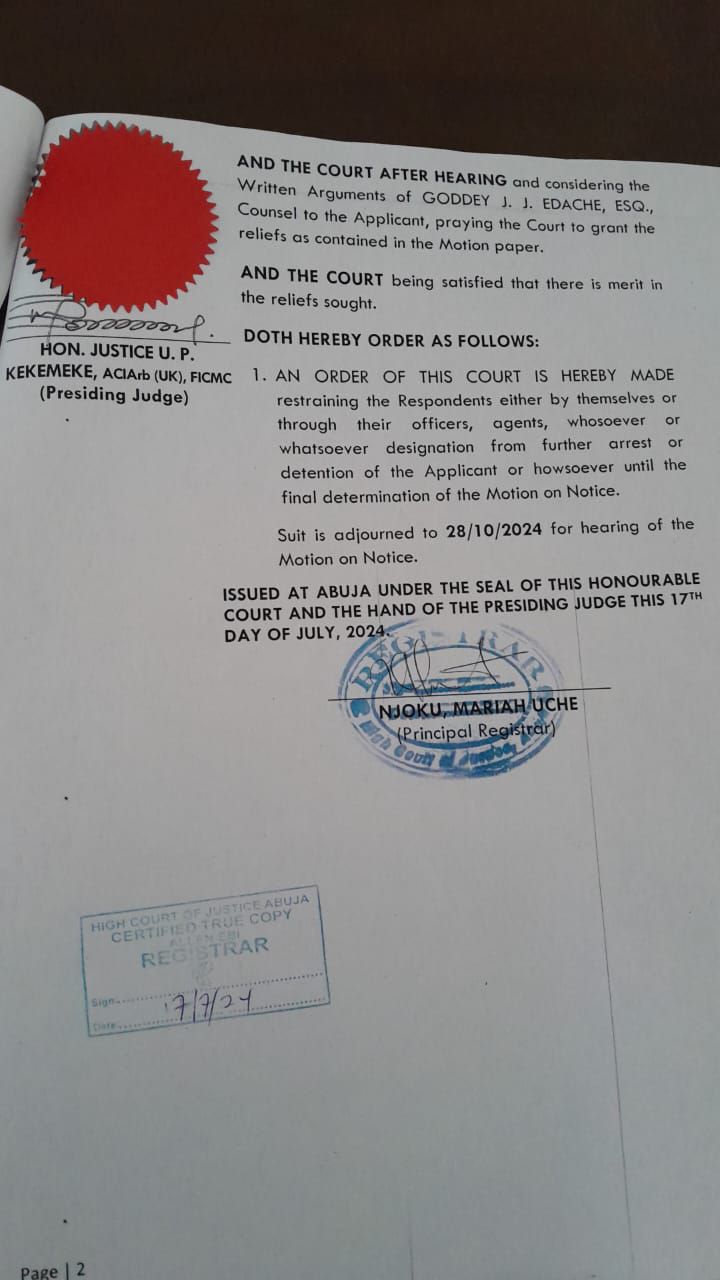 AND THE COURT AFTER HEARING and considering the
Written Arguments of GODDEY J. J. EDACHE, ESQ.,
Counsel to the Applicant, praying the Court to grant the
reliefs as contained in the Motion paper.
AND THE COURT being satisfied that there is merit in
the reliefs sought.
DOTH HEREBY ORDER AS FOLLOWS:
HON. JUSTICE U. P.
KEKEMEKE, ACIArb (UK), FICMC
(Presiding Judge)
1. AN ORDER OF THIS COURT IS HEREBY MADE
restraining the Respondents either by themselves or
through their officers, agents, whosoever or
whatsoever designation from further arrest or
detention of the Applicant or howsoever until the
final determination of the Motion on Notice.
Suit is adjourned to 28/10/2024 for hearing of the
Motion on Notice.
ISSUED AT ABUJA UNDER THE SEAL OF THIS HONOURABLE
COURT AND THE HAND OF THE PRESIDING JUDGE THIS 17TH
DAY OF JULY, 2024.
REGISTRAR
NJOKU, MARIAH UCHE
(Principal Registrar)
High Court of Justice,
HIGH COURT OF JUSTICE ABUJA
CERTIFIED TRUE COPY
ALLEN EBI
REGISTRAR
Sign
Date 17/7/24
Page | 2